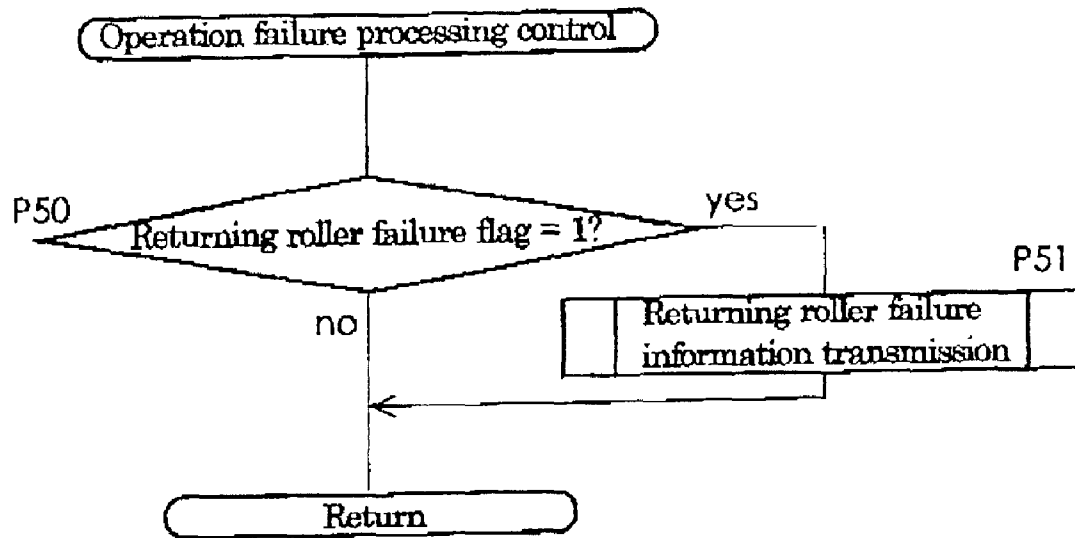 Operation failure processing control
P50
Returning roller failure flag = 1?
yes
no
P51
Returning roller failure
information transmission
Return